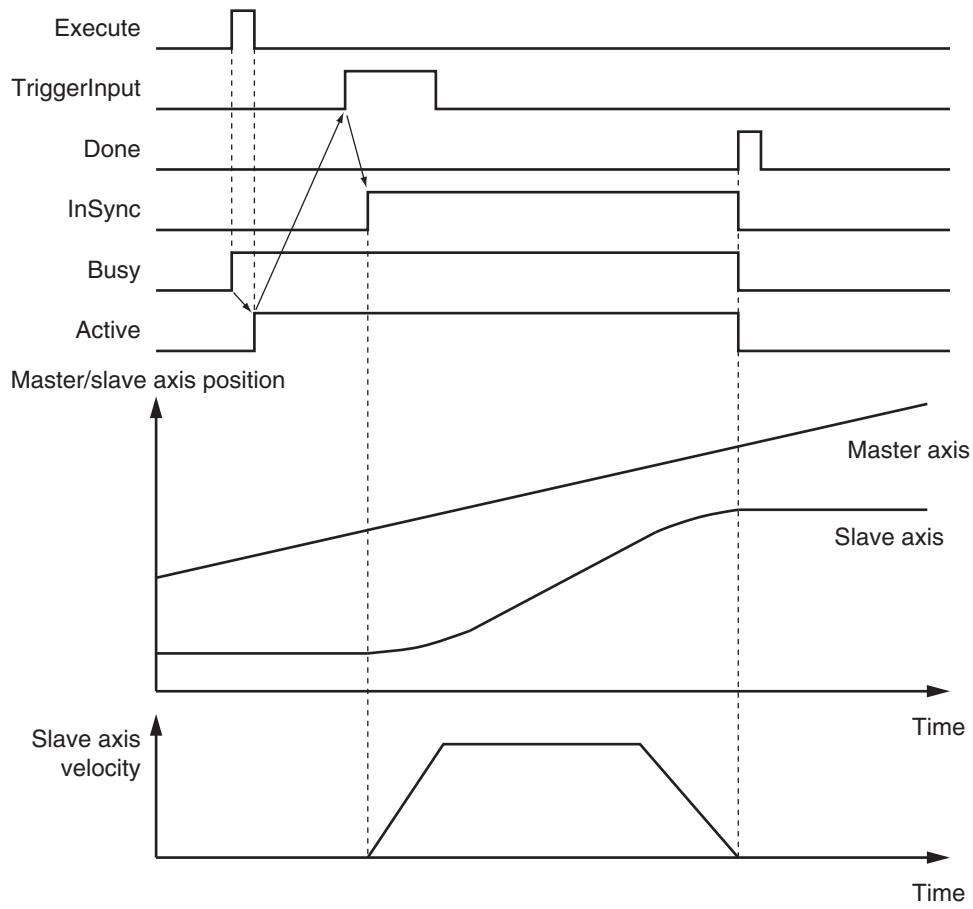 Execute
TriggerInput
Done
InSync
Busy
Active
Master/slave axis position
Master axis
Slave axis
Time
Slave axis
velocity
Time